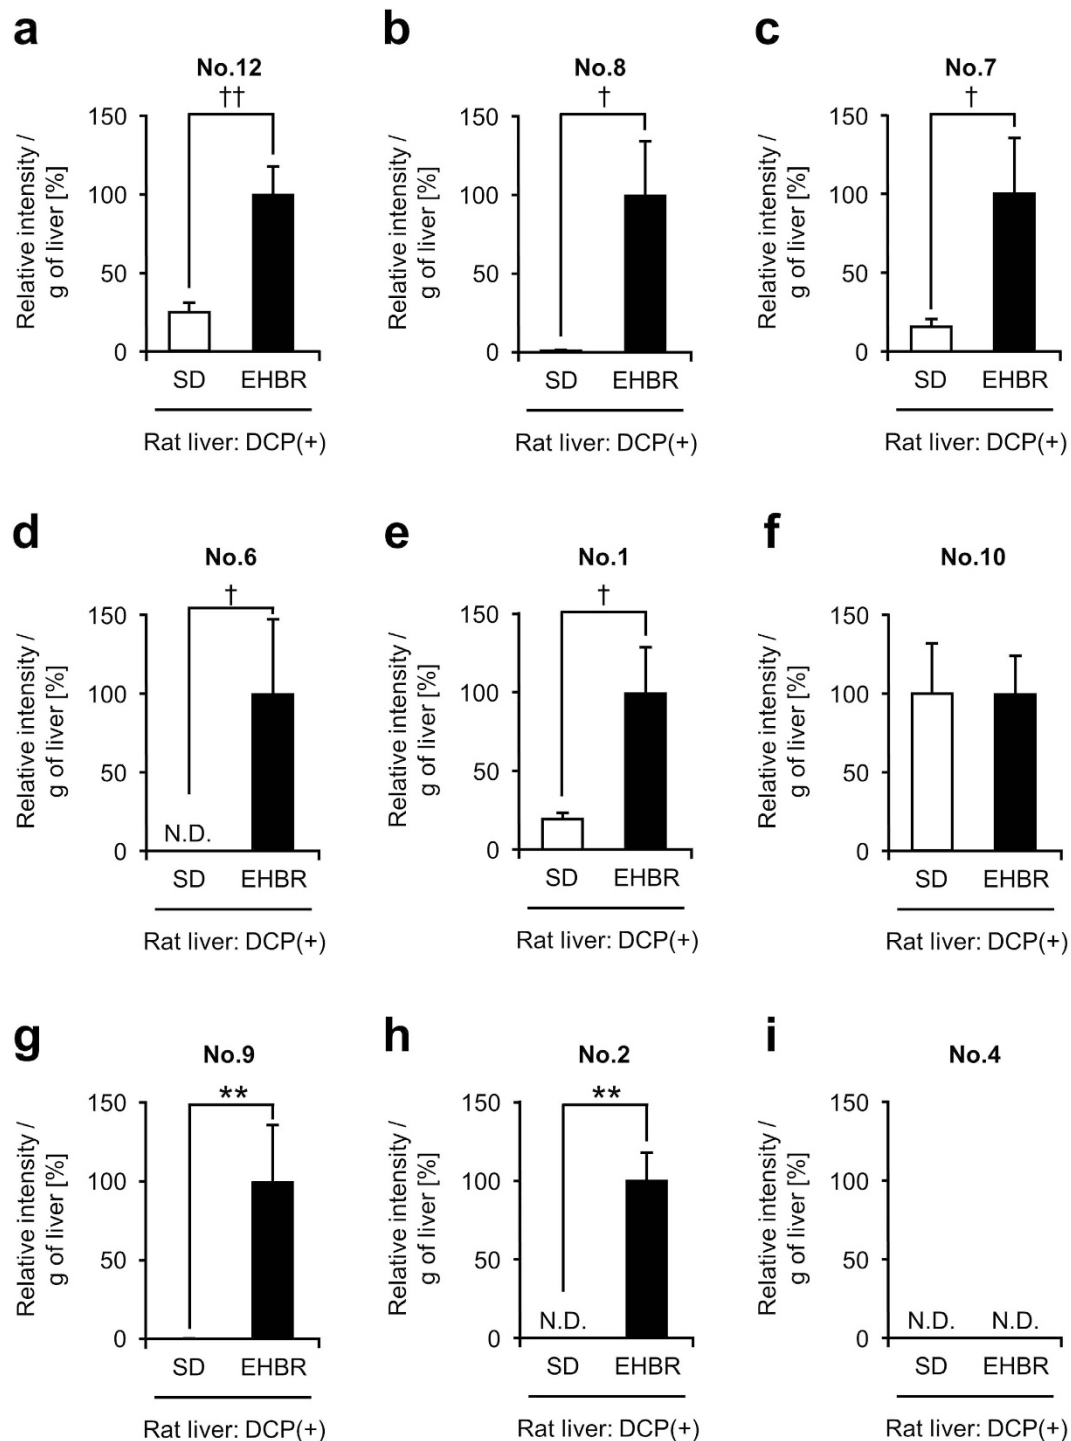 a
No.12
††
Relative intensity /
g of liver [%]
150
100
50
0
SD EHBR
Rat liver: DCP(+)
b
No.8
†
Relative intensity /
g of liver [%]
150
100
50
0
SD EHBR
Rat liver: DCP(+)
c
No.7
†
Relative intensity /
g of liver [%]
150
100
50
0
SD EHBR
Rat liver: DCP(+)
d
No.6
†
Relative intensity /
g of liver [%]
150
100
50
0
N.D.
SD EHBR
Rat liver: DCP(+)
e
No.1
†
Relative intensity /
g of liver [%]
150
100
50
0
SD EHBR
Rat liver: DCP(+)
f
No.10
Relative intensity /
g of liver [%]
150
100
50
0
SD EHBR
Rat liver: DCP(+)
g
No.9
**
Relative intensity /
g of liver [%]
150
100
50
0
SD EHBR
Rat liver: DCP(+)
h
No.2
**
Relative intensity /
g of liver [%]
150
100
50
0
N.D.
SD EHBR
Rat liver: DCP(+)
i
No.4
Relative intensity /
g of liver [%]
150
100
50
0
N.D. N.D.
SD EHBR
Rat liver: DCP(+)